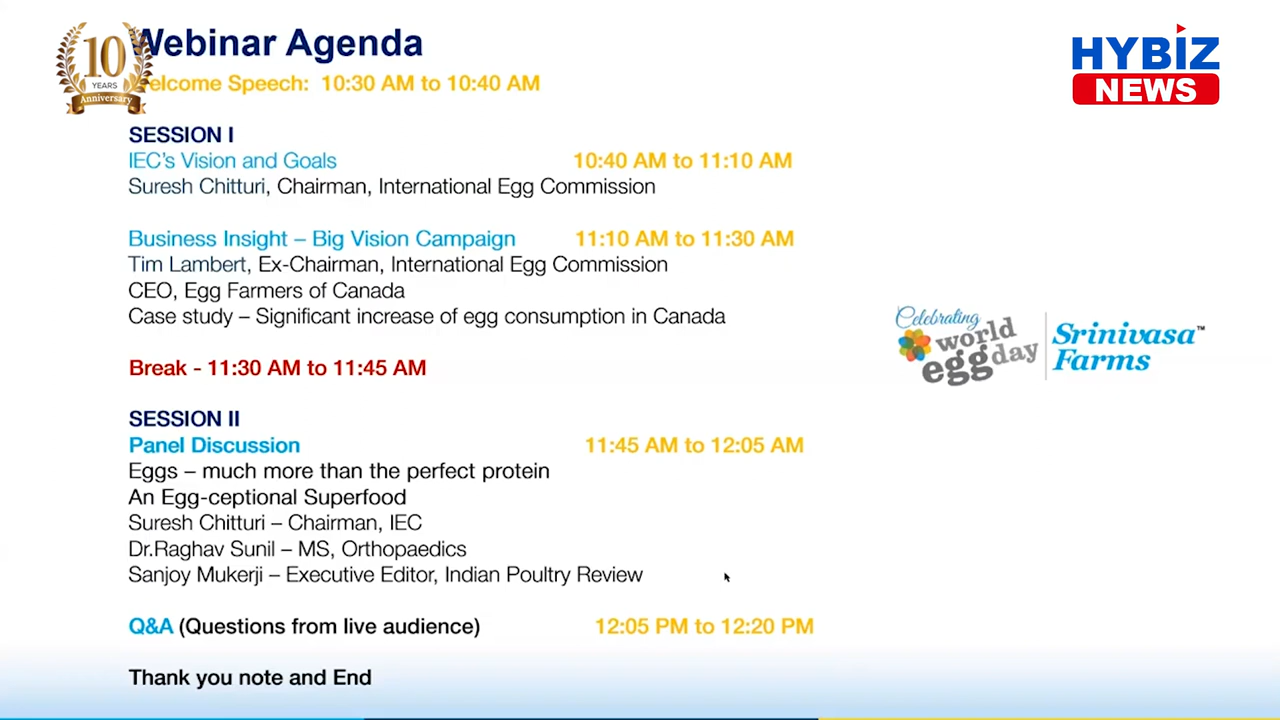 10
YEARS
Anniversary
Webinar Agenda
HYBIZ
NEWS
elcome Speech: 10:30 AM to 10:40 AM
SESSION I
IEC's Vision and Goals 10:40 AM to 11:10 AM
Suresh Chitturi, Chairman, International Egg Commission
Business Insight – Big Vision Campaign 11:10 AM to 11:30 AM
Tim Lambert, Ex-Chairman, International Egg Commission
CEO, Egg Farmers of Canada
Case study – Significant increase of egg consumption in Canada
Celebrating
world
egg day
Srinivasa™
Farms
Break - 11:30 AM to 11:45 AM
SESSION II
Panel Discussion 11:45 AM to 12:05 AM
Eggs – much more than the perfect protein
An Egg-ceptional Superfood
Suresh Chitturi – Chairman, IEC
Dr.Raghav Sunil – MS, Orthopaedics
Sanjoy Mukerji – Executive Editor, Indian Poultry Review
Q&A (Questions from live audience) 12:05 PM to 12:20 PM
Thank you note and End